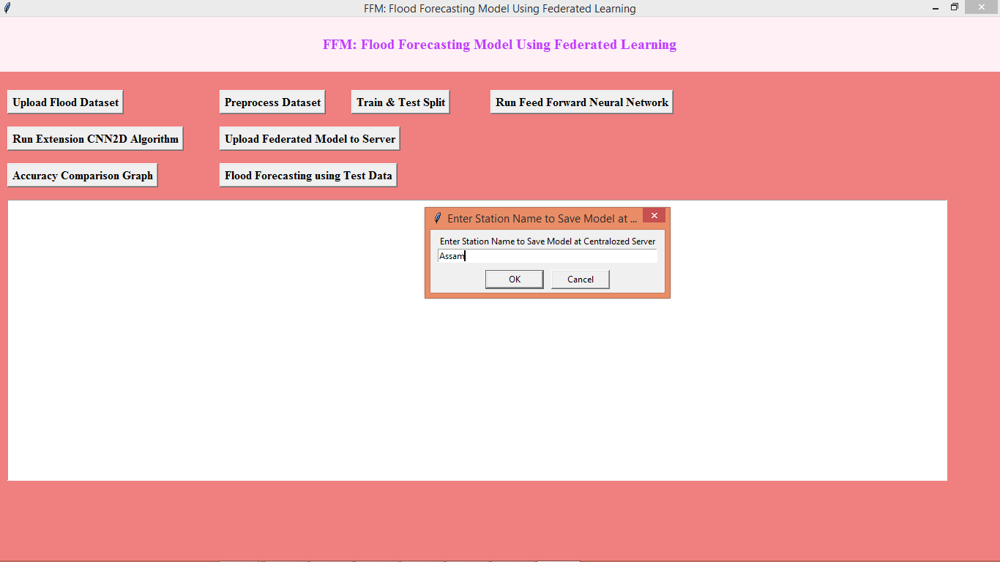 FFM: Flood Forecasting Model Using Federated Learning
FFM: Flood Forecasting Model Using Federated Learning
Upload Flood Dataset
Preprocess Dataset
Train & Test Split
Run Feed Forward Neural Network
Run Extension CNN2D Algorithm
Upload Federated Model to Server
Accuracy Comparison Graph
Flood Forecasting using Test Data
Enter Station Name to Save Model at ...
Enter Station Name to Save Model at Centralozed Server
Assam
OK
Cancel